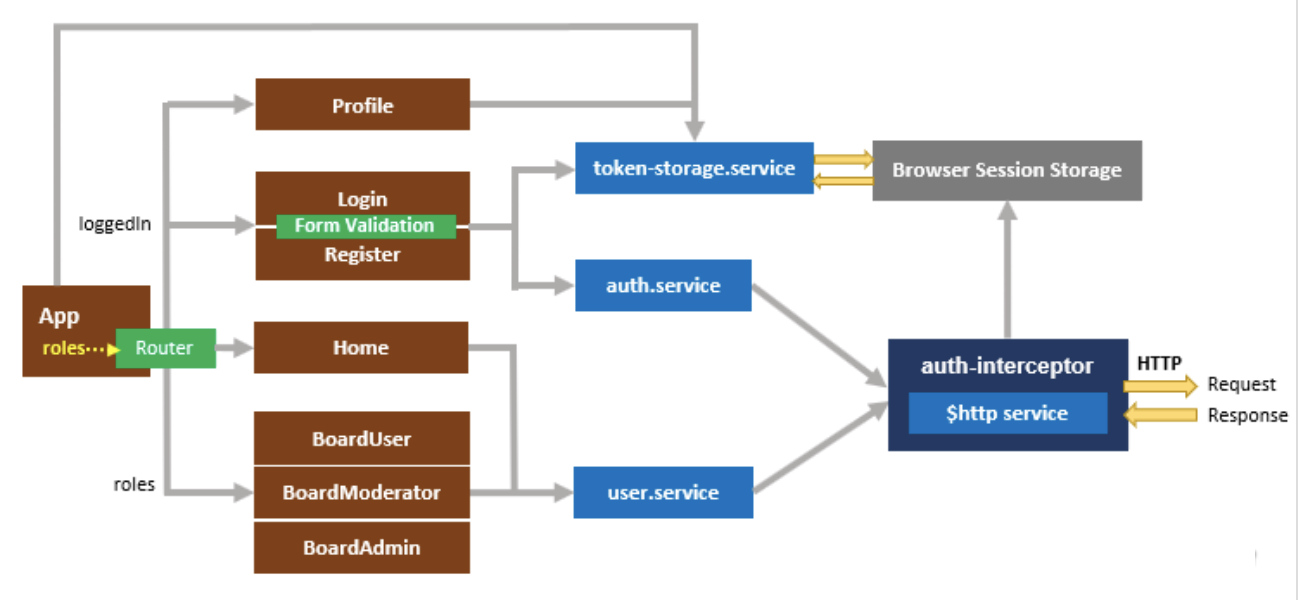 Profile
token-storage.service
Browser Session Storage
Login
Form Validation
Register
loggedIn
auth.service
App
roles
Router
Home
auth-interceptor
HTTP
Request
$http service
Response
BoardUser
roles
BoardModerator
user.service
BoardAdmin